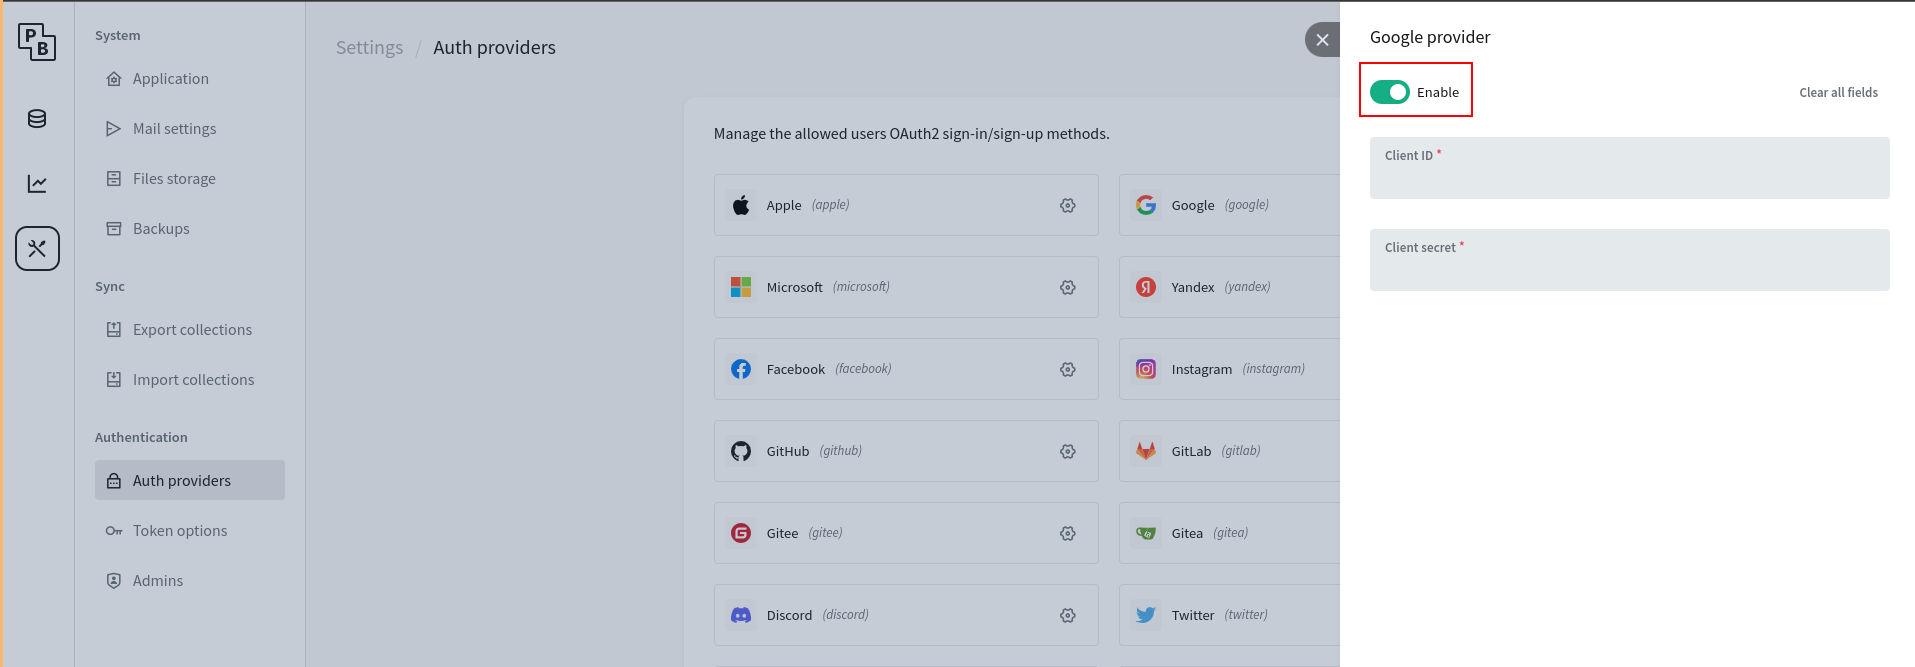 P
B
System
Application
Mail settings
Files storage
Backups
Sync
Export collections
Import collections
Authentication
Auth providers
Token options
Admins
Settings / Auth providers
Manage the allowed users OAuth2 sign-in/sign-up methods.
Apple (apple)
Google (google)
Microsoft (microsoft)
Yandex (yandex)
Facebook (facebook)
Instagram (instagram)
GitHub (github)
GitLab (gitlab)
Gitee (gitee)
Gitea (gitea)
Discord (discord)
Twitter (twitter)
Google provider
Enable
Clear all fields
Client ID *
Client secret *